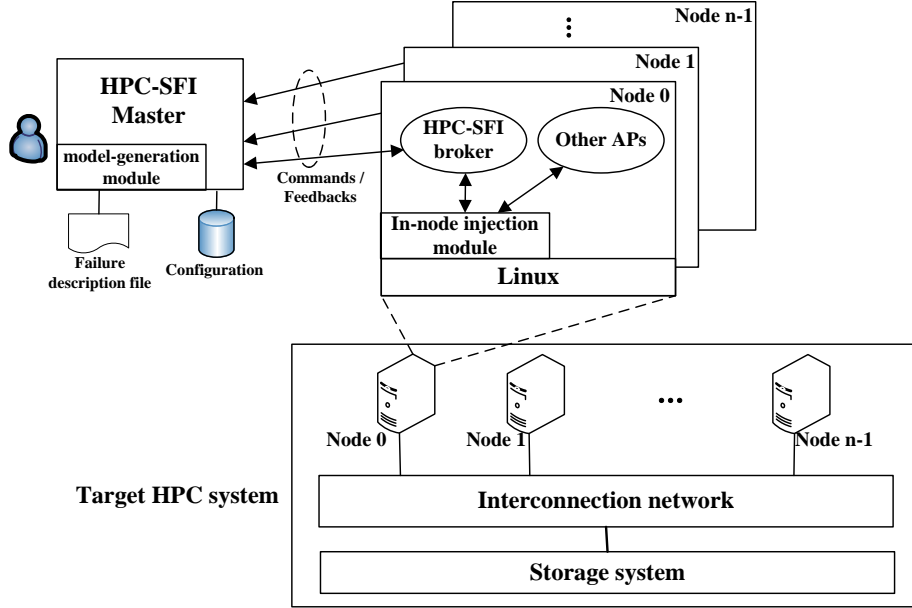 Node n-1
Node 1
Node 0
HPC-SFI
Master
model-generation
module
HPC-SFI
broker
Other APs
Commands /
Feedbacks
In-node injection
module
Linux
Failure
description file
Configuration
Node 0
Node 1
...
Node n-1
Target HPC system
Interconnection network
Storage system